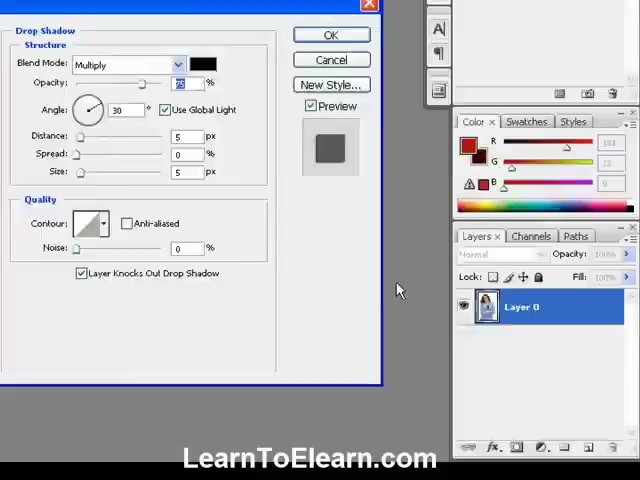 Drop Shadow
Structure
Blend Mode: Multiply
Opacity: 75 %
Angle: 30 °
Use Global Light
Distance: 5 px
Spread: 0 %
Size: 5 px
Quality
Contour:
Anti-aliased
Noise: 0 %
Layer Knocks Out Drop Shadow
OK
Cancel
New Style...
Preview
A
Color x Swatches Styles
R
G
B 0
Layers x Channels Paths
Normal Opacity: 100%
Lock: Fill: 100%
Layer 0
fx
LearnToElearn.com